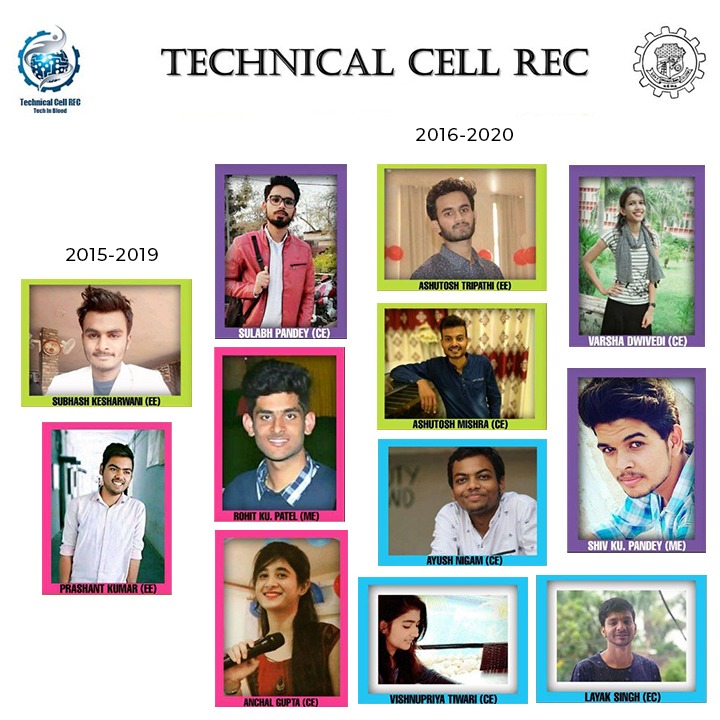 TECHNICAL CELL REC
Technical Cell REC
Tech In Blood
2016-2020
2015-2019
SULABH PANDEY (CE)
ASHUTOSH TRIPATHI (EE)
VARSHA DWIVEDI (CE)
SUBHASH KESHARWANI (EE)
ASHUTOSH MISHRA (CE)
ROHIT KU. PATEL (ME)
SHIV KU. PANDEY (ME)
AYUSH NIGAM (CE)
PRASHANT KUMAR (EE)
ANCHAL GUPTA (CE)
VISHNUPRIYA TIWARI (CE)
LAYAK SINGH (EC)